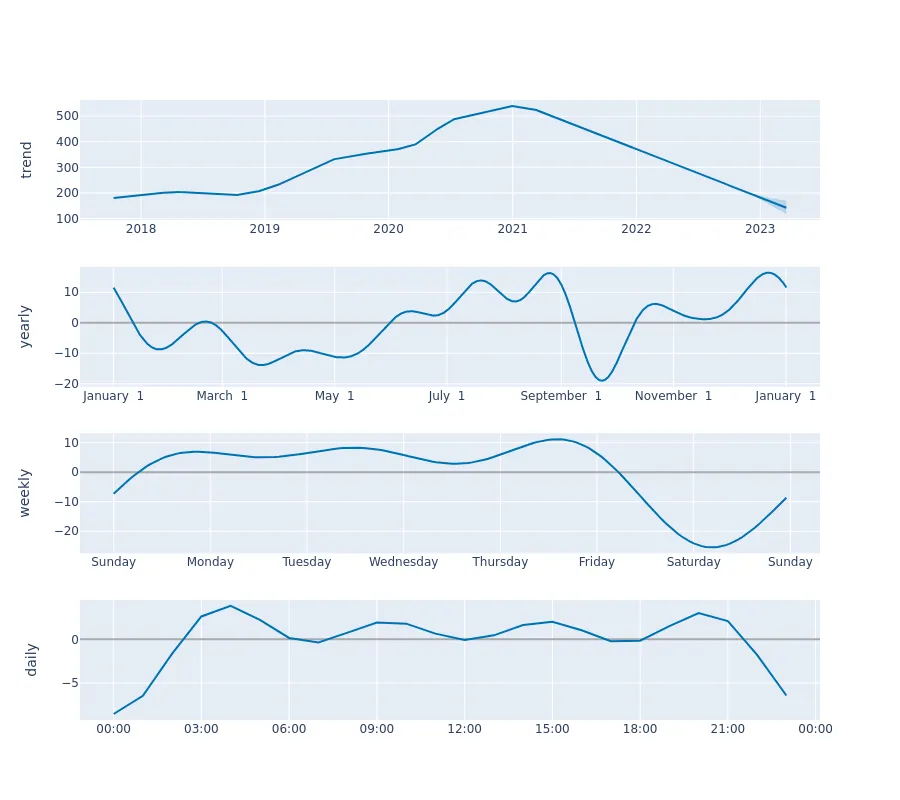 trend
500
400
300
200
100
2018 2019 2020 2021 2022 2023
yearly
10
0
−10
−20
January 1 March 1 May 1 July 1 September 1 November 1 January 1
weekly
10
0
−10
−20
Sunday Monday Tuesday Wednesday Thursday Friday Saturday Sunday
daily
0
−5
00:00 03:00 06:00 09:00 12:00 15:00 18:00 21:00 00:00